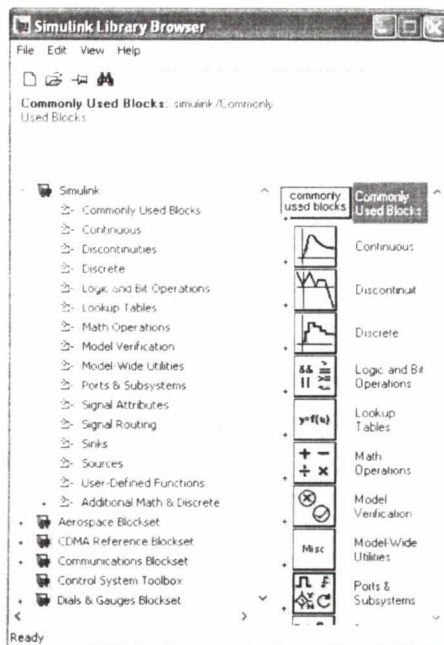 Simulink Library Browser
File Edit View Help
Commonly Used Blocks: simulink/Commonly
Used Blocks
Simulink
Commonly Used Blocks
Continuous
Discontinuities
Discrete
Logic and Bit Operations
Lookup Tables
Math Operations
Model Verification
Model-Wide Utilities
Ports & Subsystems
Signal Attributes
Signal Routing
Sinks
Sources
User-Defined Functions
Additional Math & Discrete
Aerospace Blockset
CDMA Reference Blockset
Communications Blockset
Control System Toolbox
Dials & Gauges Blockset
commonly
used blocks
Commonly
Used Blocks
Continuous
Discontinuit
Discrete
&& ||
Logic and Bit
Operations
y=f(u)
Lookup
Tables
+ −
÷ ×
Math
Operations
Model
Verification
Misc
Model-Wide
Utilities
Ports &
Subsystems
Ready